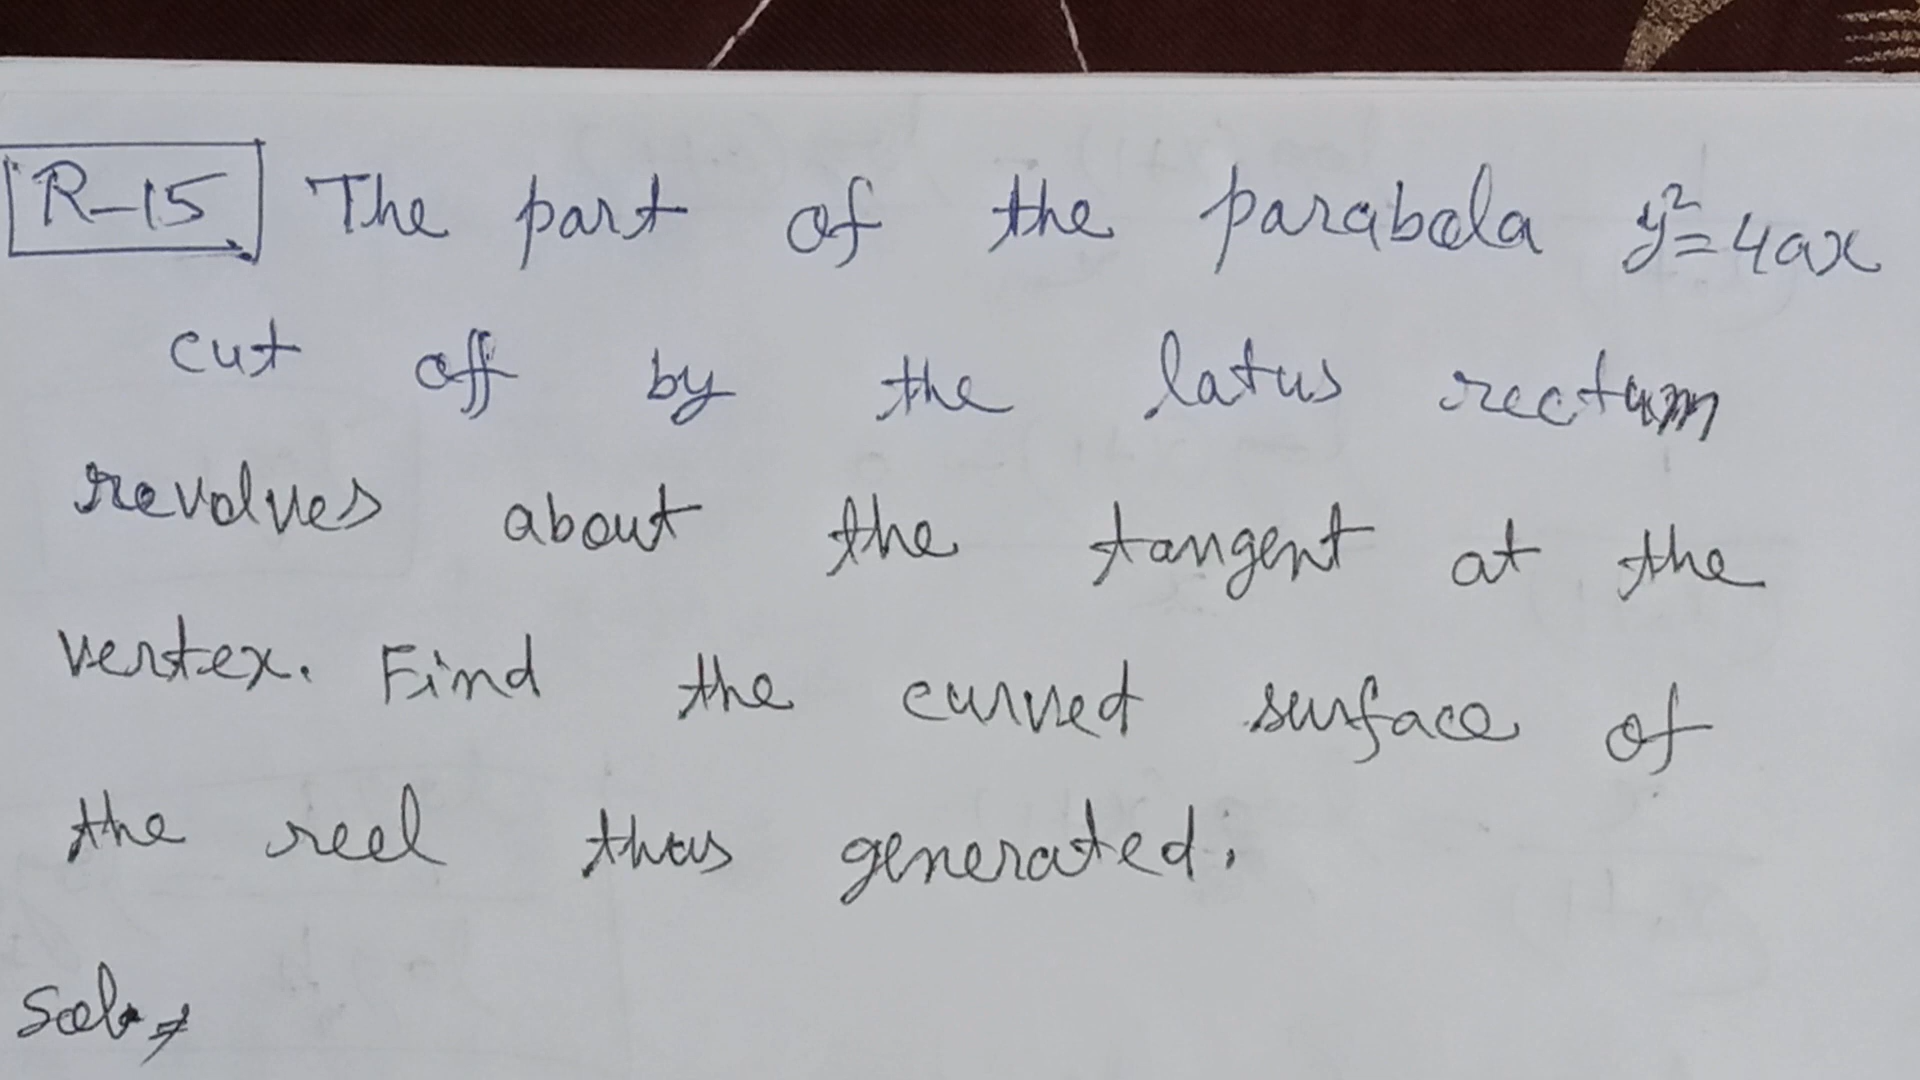 R-15 The part of the parabola y²=4ax
cut off by the latus rectum
revolves about the tangent at the
vertex. Find the curved surface of
the reel thus generated.
Sol⇒